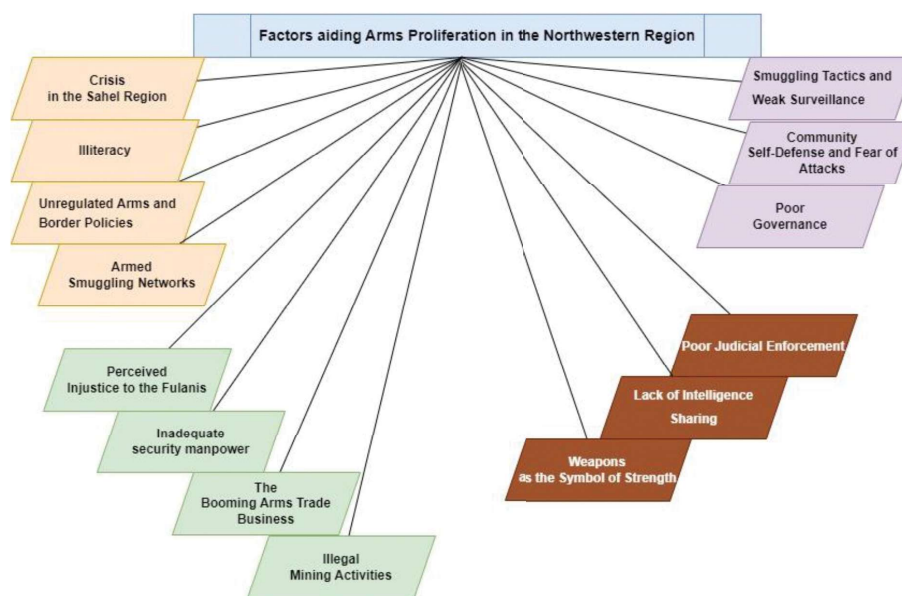 Factors aiding Arms Proliferation in the Northwestern Region
Crisis
in the Sahel Region
Illiteracy
Unregulated Arms and
Border Policies
Armed
Smuggling Networks
Perceived
Injustice to the Fulanis
Inadequate
security manpower
The
Booming Arms Trade
Business
Illegal
Mining Activities
Smuggling Tactics and
Weak Surveillance
Community
Self-Defense and Fear of
Attacks
Poor
Governance
Poor Judicial Enforcement
Lack of Intelligence
Sharing
Weapons
as the Symbol of Strength